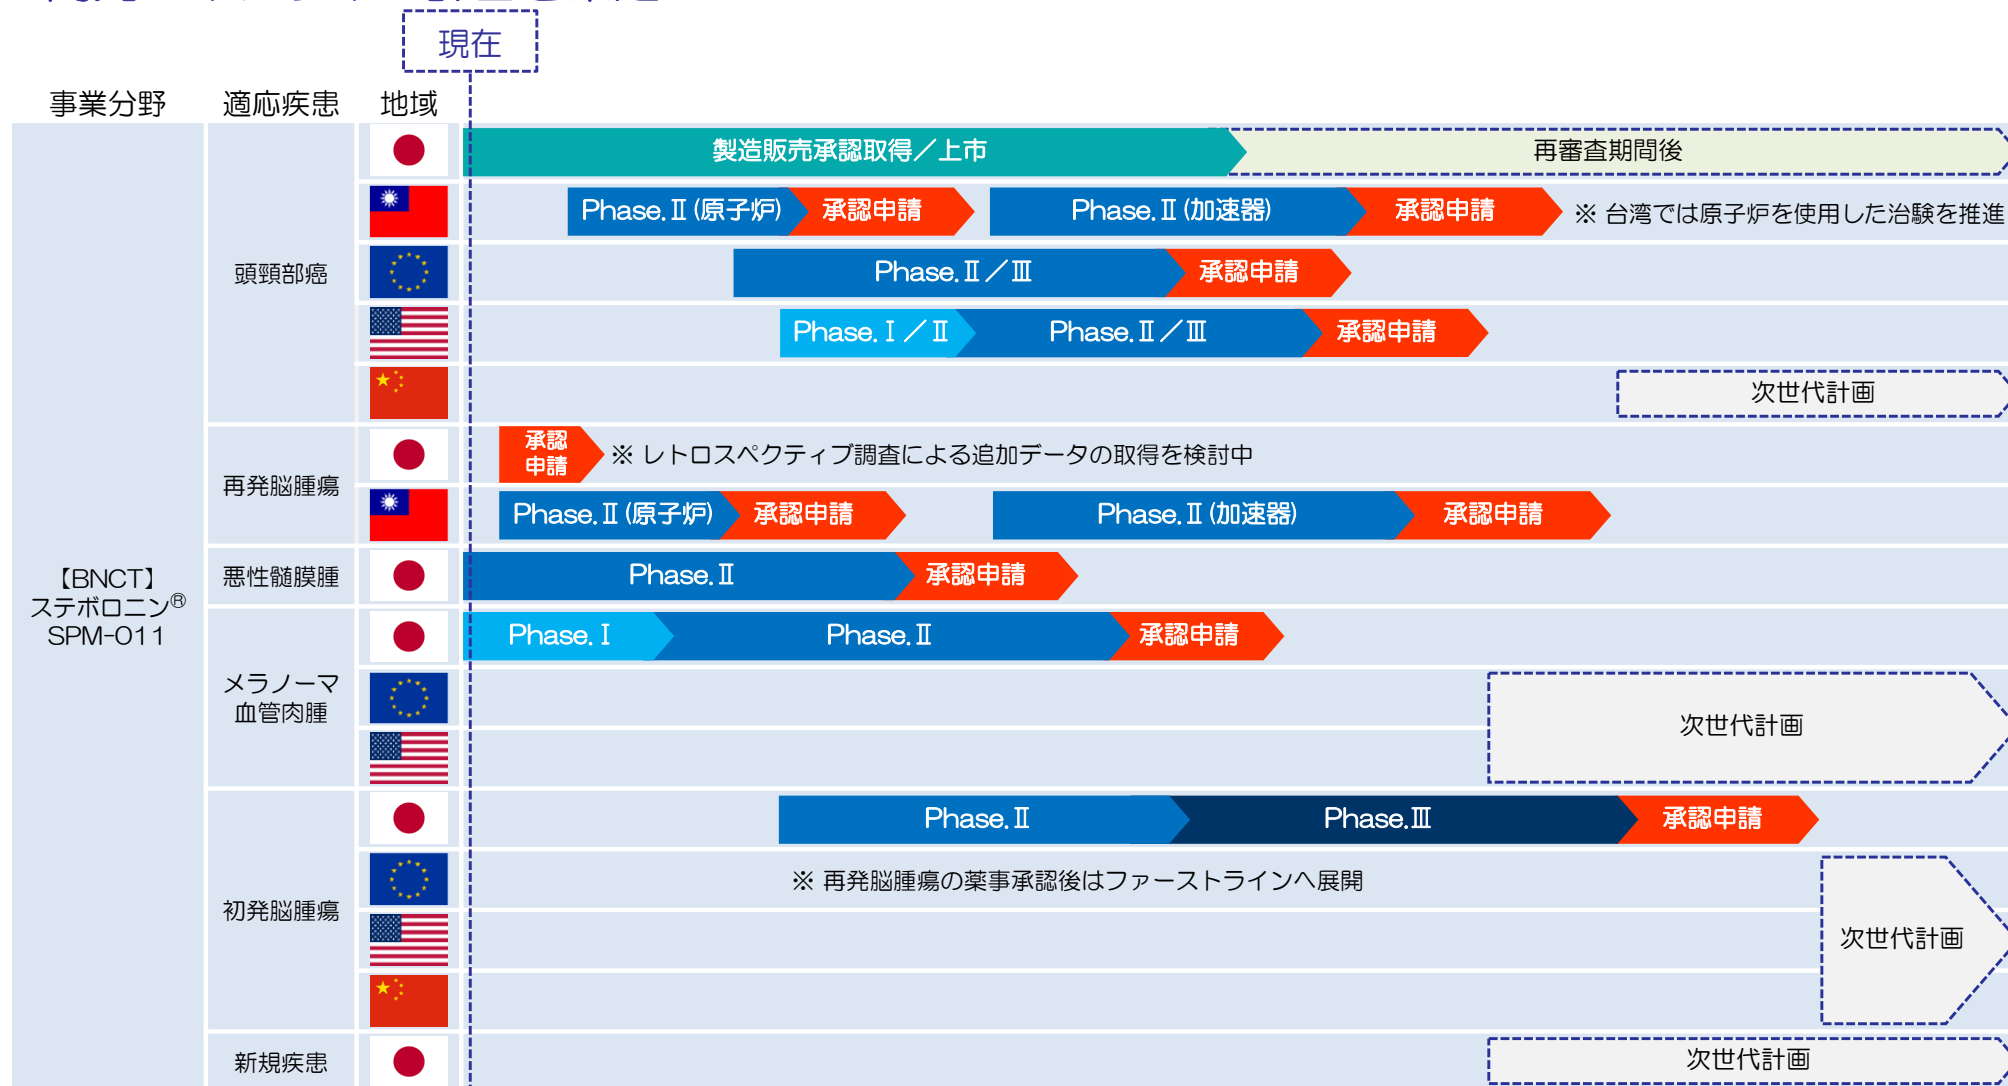 現在
事業分野 適応疾患 地域
【BNCT】
ステボロニン®
SPM-011
頭頸部癌
製造販売承認取得／上市 再審査期間後
Phase.Ⅱ(原子炉) 承認申請 Phase.Ⅱ(加速器) 承認申請 ※ 台湾では原子炉を使用した治験を推進
Phase.Ⅱ／Ⅲ 承認申請
Phase.Ⅰ／Ⅱ Phase.Ⅱ／Ⅲ 承認申請
次世代計画
再発脳腫瘍
承認
申請
※ レトロスペクティブ調査による追加データの取得を検討中
Phase.Ⅱ(原子炉) 承認申請 Phase.Ⅱ(加速器) 承認申請
悪性髄膜腫
Phase.Ⅱ 承認申請
メラノーマ
血管肉腫
Phase.Ⅰ Phase.Ⅱ 承認申請
次世代計画
初発脳腫瘍
Phase.Ⅱ Phase.Ⅲ 承認申請
※ 再発脳腫瘍の薬事承認後はファーストラインへ展開
次世代計画
新規疾患
次世代計画